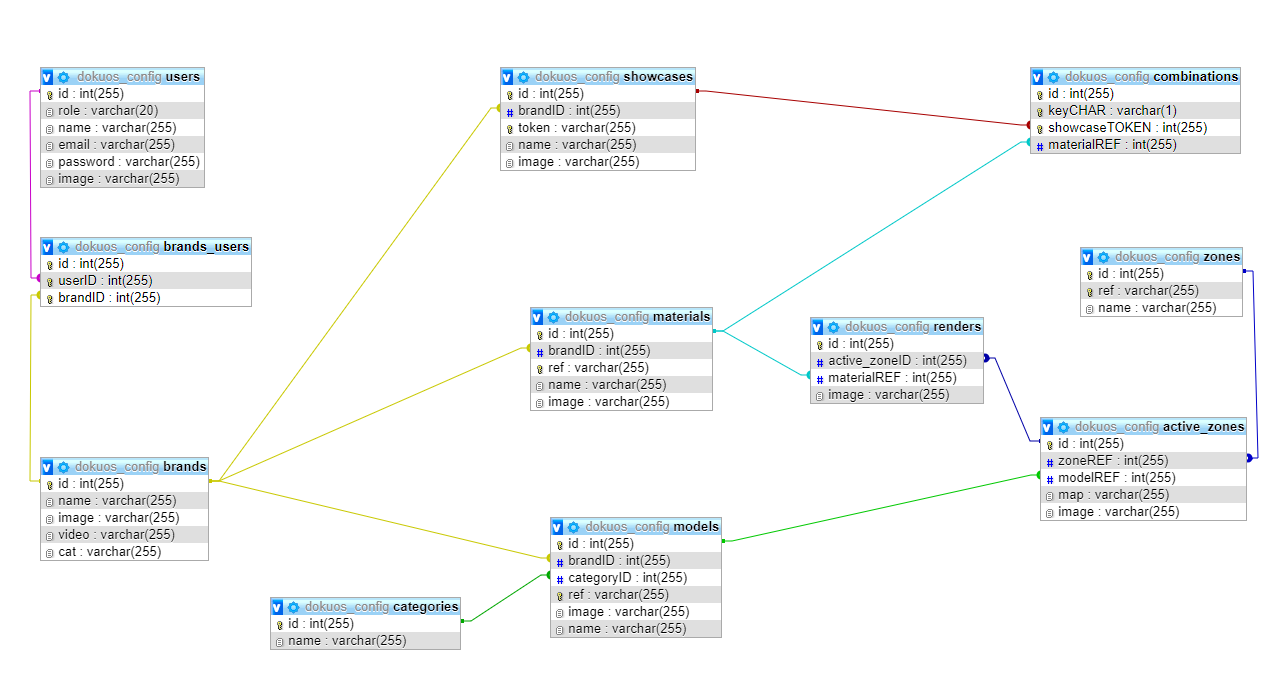 v dokuos_config users
id : int(255)
role : varchar(20)
name : varchar(255)
email : varchar(255)
password : varchar(255)
image : varchar(255)
v dokuos_config showcases
id : int(255)
# brandID : int(255)
token : varchar(255)
name : varchar(255)
image : varchar(255)
v dokuos_config combinations
id : int(255)
keyCHAR : varchar(1)
showcaseTOKEN : int(255)
# materialREF : int(255)
v dokuos_config brands_users
id : int(255)
userID : int(255)
brandID : int(255)
v dokuos_config zones
id : int(255)
ref : varchar(255)
name : varchar(255)
v dokuos_config materials
id : int(255)
# brandID : int(255)
ref : varchar(255)
name : varchar(255)
image : varchar(255)
v dokuos_config renders
id : int(255)
# active_zoneID : int(255)
# materialREF : int(255)
image : varchar(255)
v dokuos_config active_zones
id : int(255)
# zoneREF : int(255)
# modelREF : int(255)
map : varchar(255)
image : varchar(255)
v dokuos_config brands
id : int(255)
name : varchar(255)
image : varchar(255)
video : varchar(255)
cat : varchar(255)
v dokuos_config models
id : int(255)
# brandID : int(255)
# categoryID : int(255)
ref : varchar(255)
image : varchar(255)
name : varchar(255)
v dokuos_config categories
id : int(255)
name : varchar(255)